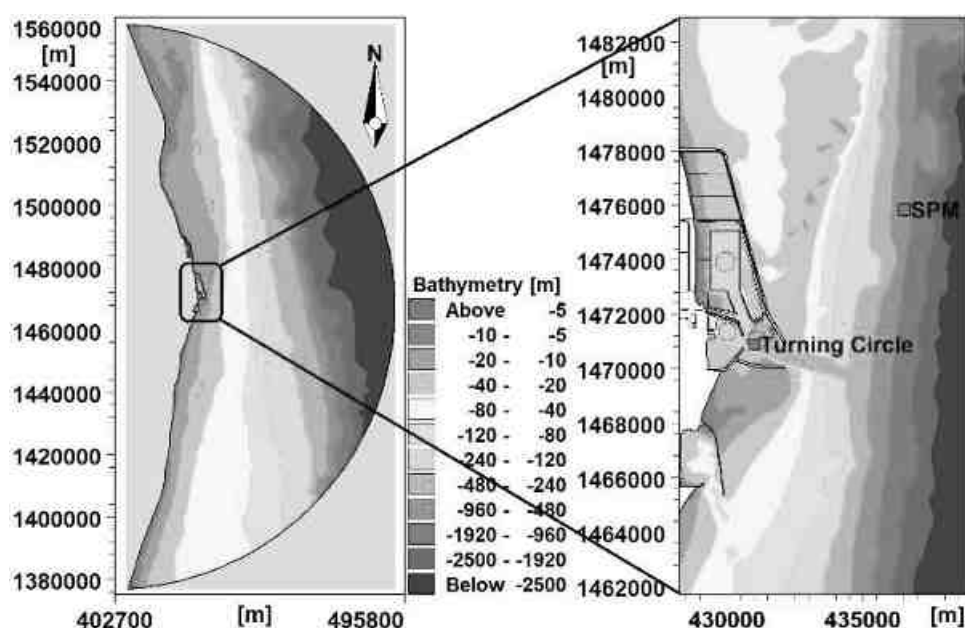 1560000
[m]
1540000
1520000
1500000
1480000
1460000
1440000
1420000
1400000
1380000
402700 [m] 495800
N
Bathymetry [m]
Above -5
-10 - -5
-20 - -10
-40 - -20
-80 - -40
-120 - -80
-240 - -120
-480 - -240
-960 - -480
-1920 - -960
-2500 - -1920
Below -2500
1482000
[m]
1480000
1478000
1476000
1474000
1472000
1470000
1468000
1466000
1464000
1462000
SPM
Turning Circle
430000 435000 [m]